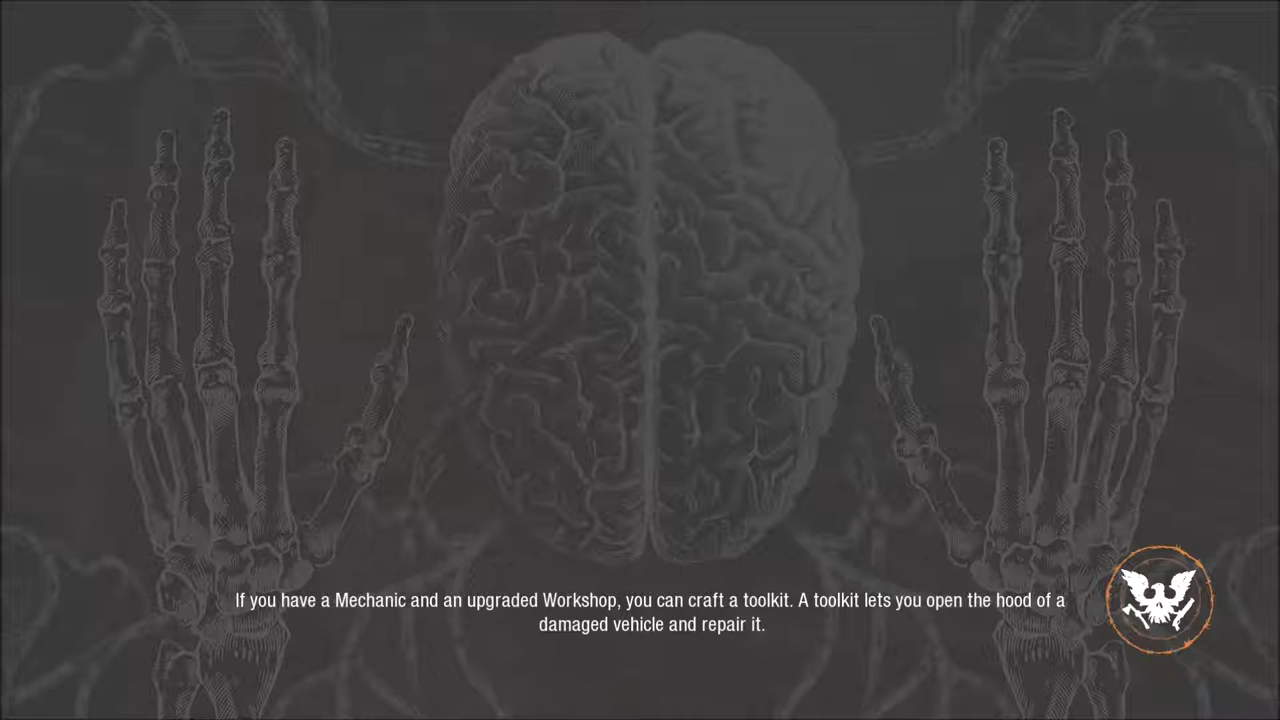 If you have a Mechanic and an upgraded Workshop, you can craft a toolkit. A toolkit lets you open the hood of a
damaged vehicle and repair it.